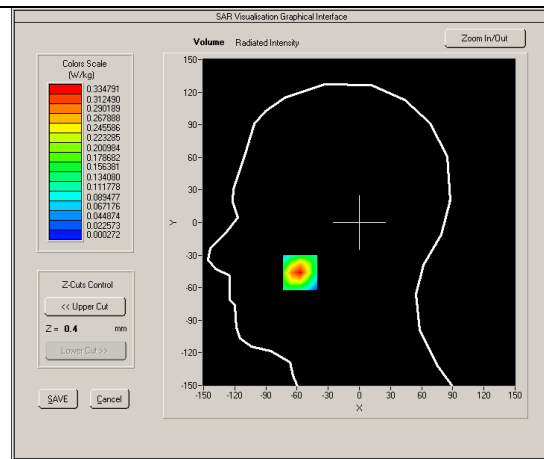 SAR Visualisation Graphical Interface
Volume Radiated Intensity
Zoom In/Out
Colors Scale
(W/kg)
0.334791
0.312490
0.290189
0.267888
0.245586
0.223285
0.200984
0.178682
0.156381
0.134080
0.111778
0.089477
0.067176
0.044874
0.022573
0.000272
Z-Cuts Control
<< Upper Cut
Z = 0.4 mm
Lower Cut >>
SAVE Cancel
150
120
90
60
30
0
-30
-60
-90
-120
-150
Y
-150 -120 -90 -60 -30 0 30 60 90 120 150
X